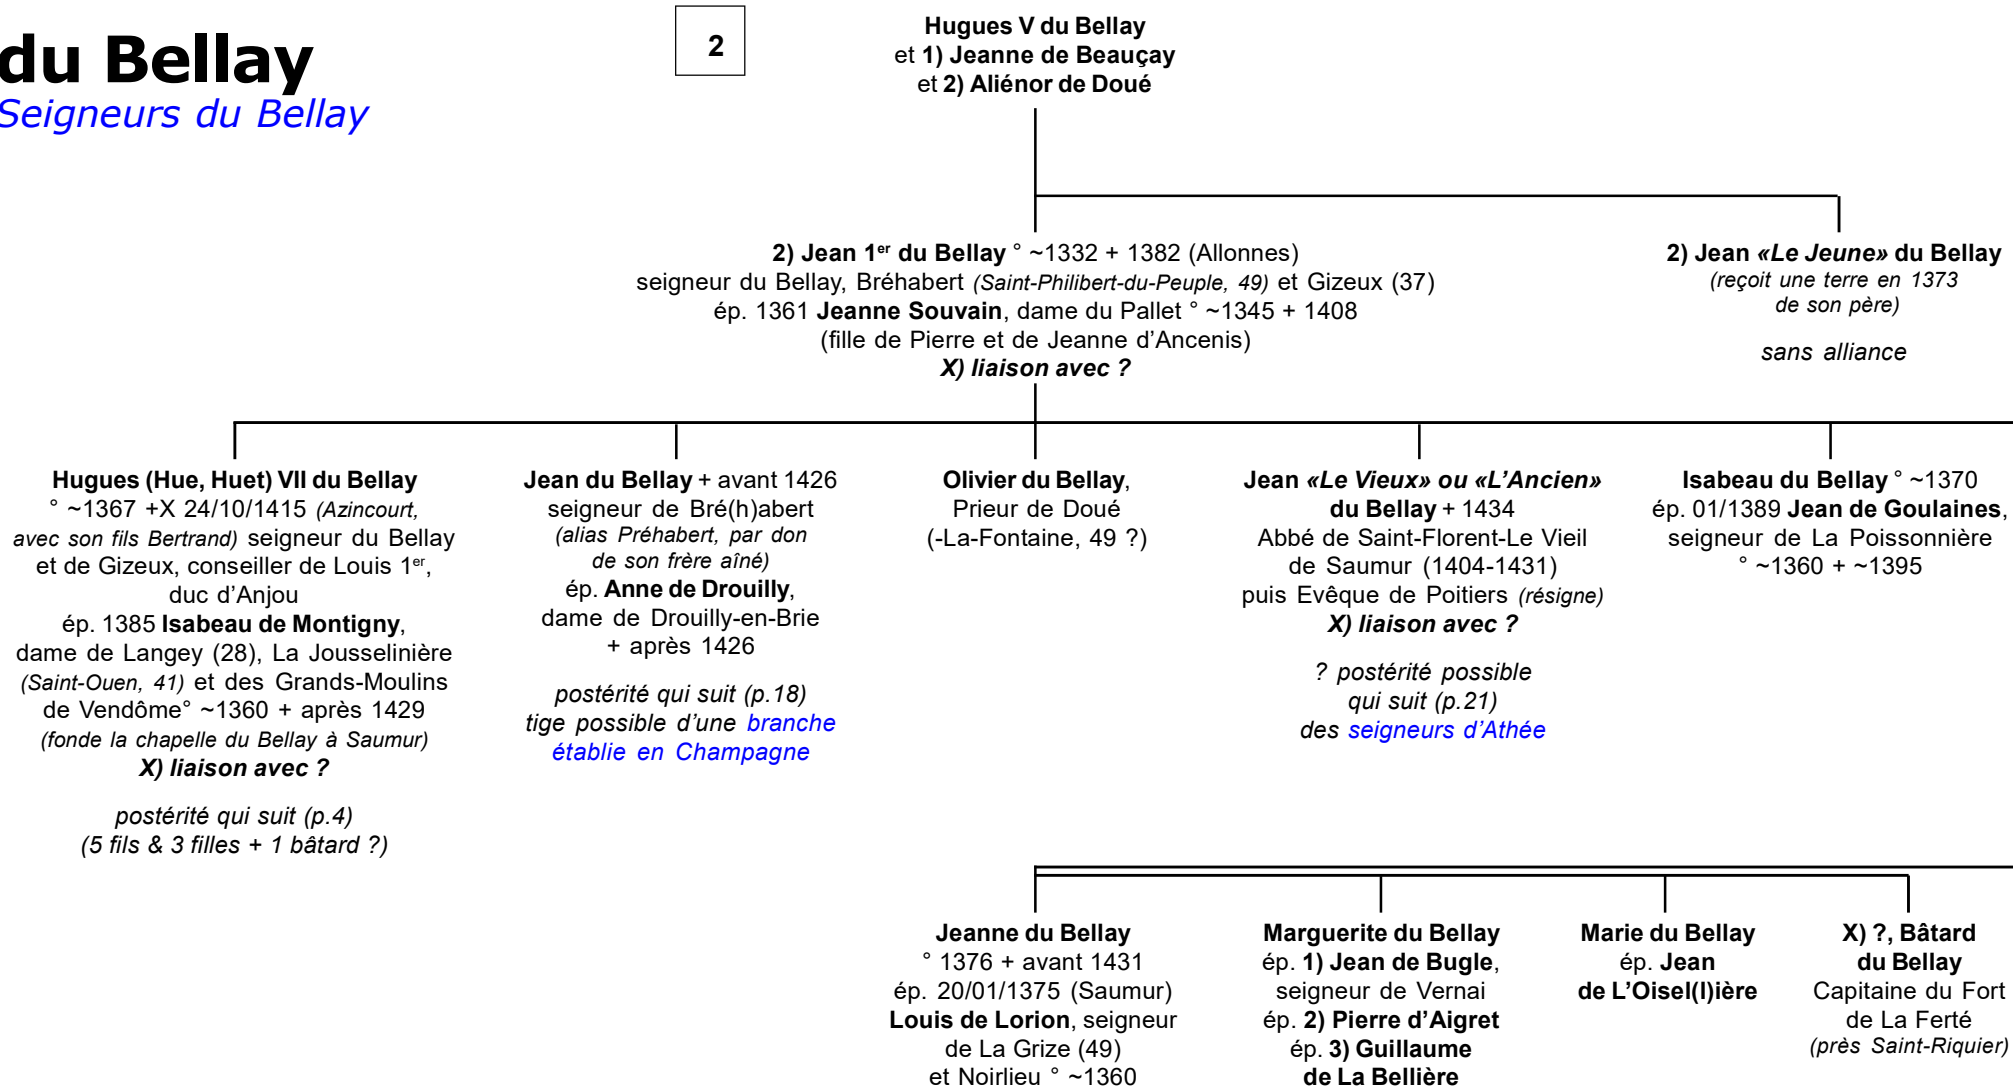 du Bellay
Seigneurs du Bellay
2
Hugues V du Bellay
et 1) Jeanne de Beauçay
et 2) Aliénor de Doué
2) Jean 1er du Bellay ° ~1332 + 1382 (Allonnes)
seigneur du Bellay, Bréhabert (Saint-Philibert-du-Peuple, 49) et Gizeux (37)
ép. 1361 Jeanne Souvain, dame du Pallet ° ~1345 + 1408
(fille de Pierre et de Jeanne d’Ancenis)
X) liaison avec ?
2) Jean «Le Jeune» du Bellay
(reçoit une terre en 1373
de son père)
sans alliance
Hugues (Hue, Huet) VII du Bellay
° ~1367 +X 24/10/1415 (Azincourt,
avec son fils Bertrand) seigneur du Bellay
et de Gizeux, conseiller de Louis 1er,
duc d’Anjou
ép. 1385 Isabeau de Montigny,
dame de Langey (28), La Jousselinière
(Saint-Ouen, 41) et des Grands-Moulins
de Vendôme° ~1360 + après 1429
(fonde la chapelle du Bellay à Saumur)
X) liaison avec ?
postérité qui suit (p.4)
(5 fils & 3 filles + 1 bâtard ?)
Jean du Bellay + avant 1426
seigneur de Bré(h)abert
(alias Préhabert, par don
de son frère aîné)
ép. Anne de Drouilly,
dame de Drouilly-en-Brie
+ après 1426
postérité qui suit (p.18)
tige possible d’une branche
établie en Champagne
Olivier du Bellay,
Prieur de Doué
(-La-Fontaine, 49 ?)
Jean «Le Vieux» ou «L’Ancien»
du Bellay + 1434
Abbé de Saint-Florent-Le Vieil
de Saumur (1404-1431)
puis Evêque de Poitiers (résigne)
X) liaison avec ?
? postérité possible
qui suit (p.21)
des seigneurs d’Athée
Isabeau du Bellay ° ~1370
ép. 01/1389 Jean de Goulaines,
seigneur de La Poissonnière
° ~1360 + ~1395
Jeanne du Bellay
° 1376 + avant 1431
ép. 20/01/1375 (Saumur)
Louis de Lorion, seigneur
de La Grize (49)
et Noirlieu ° ~1360
Marguerite du Bellay
ép. 1) Jean de Bugle,
seigneur de Vernai
ép. 2) Pierre d’Aigret
ép. 3) Guillaume
de La Bellière
Marie du Bellay
ép. Jean
de L’Oisel(l)ière
X) ?, Bâtard
du Bellay
Capitaine du Fort
de La Ferté
(près Saint-Riquier)